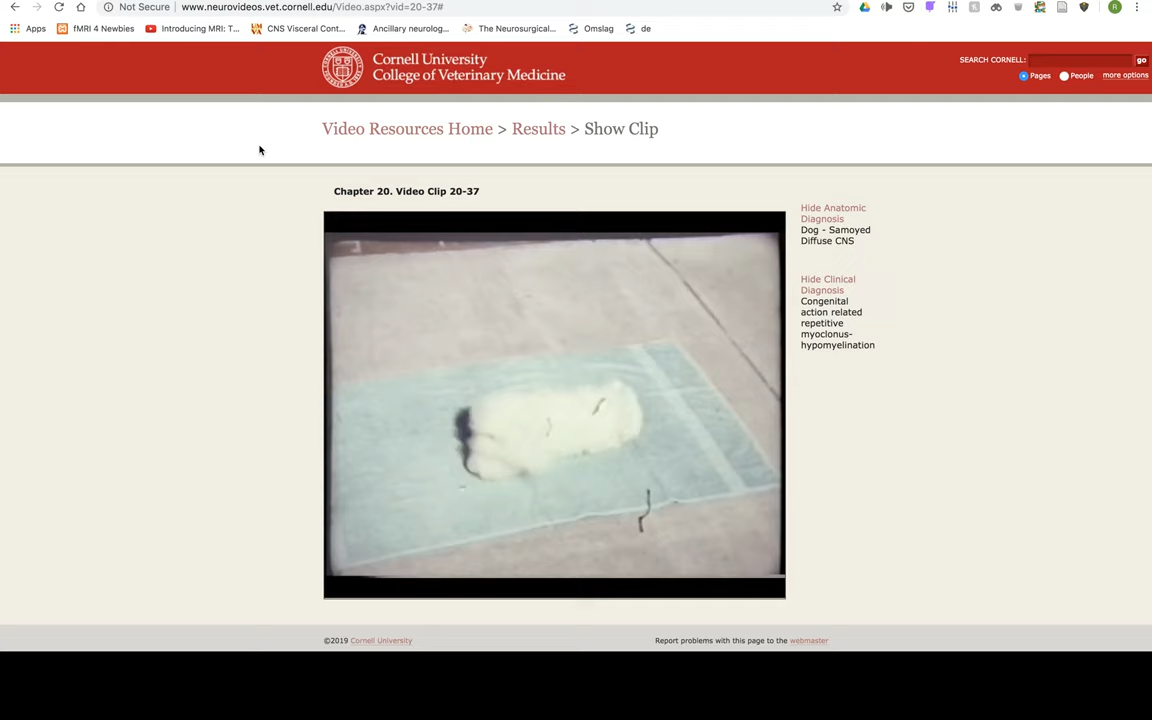 Not Secure www.neurovideos.vet.cornell.edu/Video.aspx?vid=20-37#
Apps fMRI 4 Newbies Introducing MRI: T... CNS Visceral Cont... Ancillary neurolog... The Neurosurgical... Omslag de
Cornell University
College of Veterinary Medicine
SEARCH CORNELL: go
Pages People more options
Video Resources Home > Results > Show Clip
Chapter 20. Video Clip 20-37
Hide Anatomic
Diagnosis
Dog - Samoyed
Diffuse CNS
Hide Clinical
Diagnosis
Congenital
action related
repetitive
myoclonus-
hypomyelination
©2019 Cornell University
Report problems with this page to the webmaster